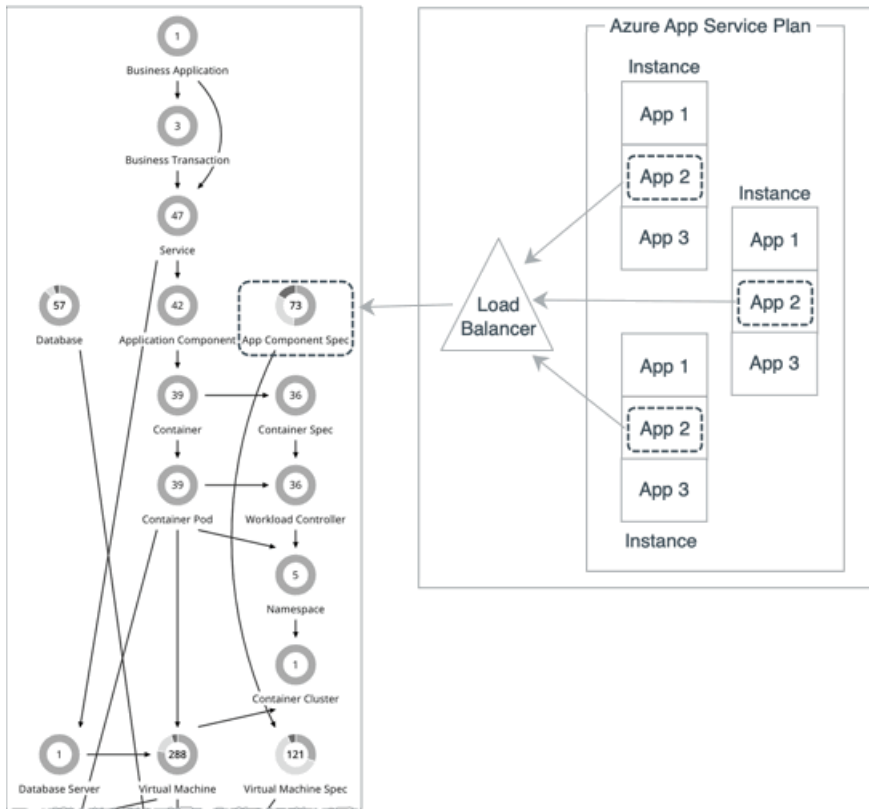 1
Business Application
3
Business Transaction
47
Service
57
Database
42
Application Component
73
App Component Spec
39
Container
36
Container Spec
39
Container Pod
36
Workload Controller
5
Namespace
1
Container Cluster
1
Database Server
288
Virtual Machine
121
Virtual Machine Spec
Azure App Service Plan
Instance
App 1
App 2
App 3
Instance
App 1
App 2
App 3
Load
Balancer
App 1
App 2
App 3
Instance